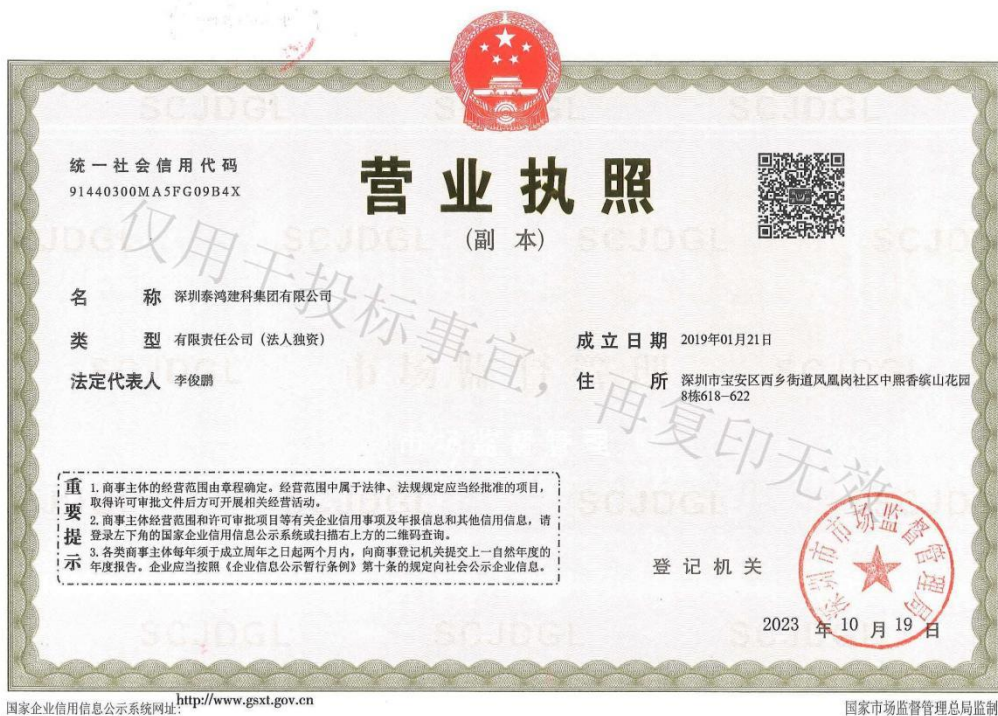 统一社会信用代码
91440300MA5FG09B4X
营业执照
(副 本)
名 称 深圳泰鸿建科集团有限公司
类 型 有限责任公司（法人独资）
成立日期 2019年01月21日
法定代表人 李俊鹏
住 所 深圳市宝安区西乡街道凤凰岗社区中熙香缤山花园
8栋618-622
仅用于投标事宜，再复印无效
重要提示
1. 商事主体的经营范围由章程确定。经营范围中属于法律、法规规定应当经批准的项目，
取得许可审批文件后方可开展相关经营活动。
2. 商事主体经营范围和许可审批项目等有关企业信用事项及年报信息和其他信用信息，请
登录左下角的国家企业信用信息公示系统或扫描右上方的二维码查询。
3. 各类商事主体每年须于成立周年之日起两个月内，向商事登记机关提交上一自然年度的
年度报告。企业应当按照《企业信息公示暂行条例》第十条的规定向社会公示企业信息。
登记机关
深圳市市场监督管理局
2023 年 10 月 19 日
国家企业信用信息公示系统网址:http://www.gsxt.gov.cn
国家市场监督管理总局监制
SCJDGL